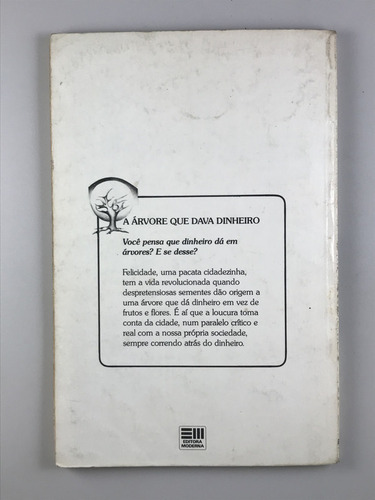 A ÁRVORE QUE DAVA DINHEIRO
Você pensa que dinheiro dá em
árvores? E se desse?
Felicidade, uma pacata cidadezinha,
tem a vida revolucionada quando
despretensiosas sementes dão origem a
uma árvore que dá dinheiro em vez de
frutos e flores. É aí que a loucura toma
conta da cidade, num paralelo crítico e
real com a nossa própria sociedade,
sempre correndo atrás do dinheiro.
EDITORA
MODERNA